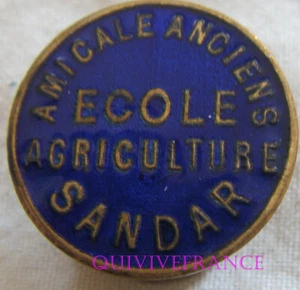 AMICALE ANCIENS
ECOLE
AGRICULTURE
SANDAR
QUIVIVEFRANCE